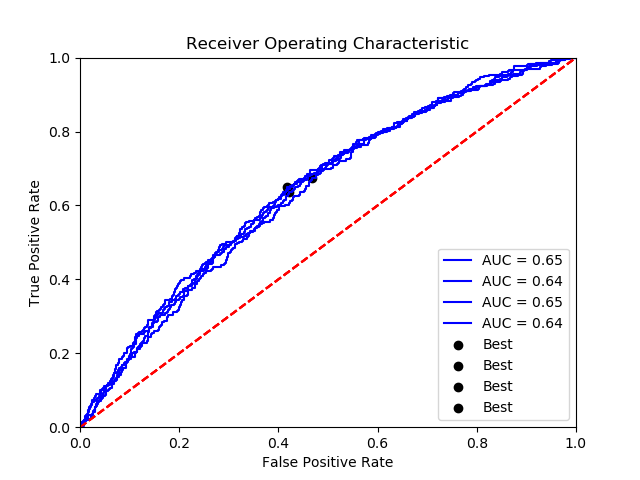 Receiver Operating Characteristic
True Positive Rate
1.0
0.8
0.6
0.4
0.2
0.0
AUC = 0.65
AUC = 0.64
AUC = 0.65
AUC = 0.64
Best
Best
Best
Best
0.0 0.2 0.4 0.6 0.8 1.0
False Positive Rate